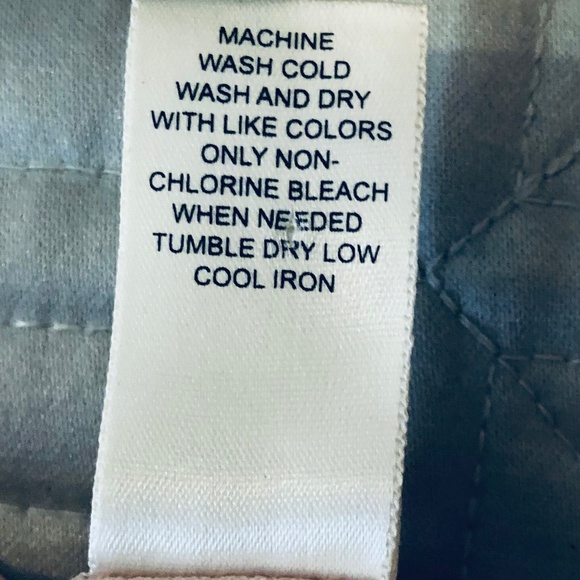 MACHINE
WASH COLD
WASH AND DRY
WITH LIKE COLORS
ONLY NON-
CHLORINE BLEACH
WHEN NEEDED
TUMBLE DRY LOW
COOL IRON